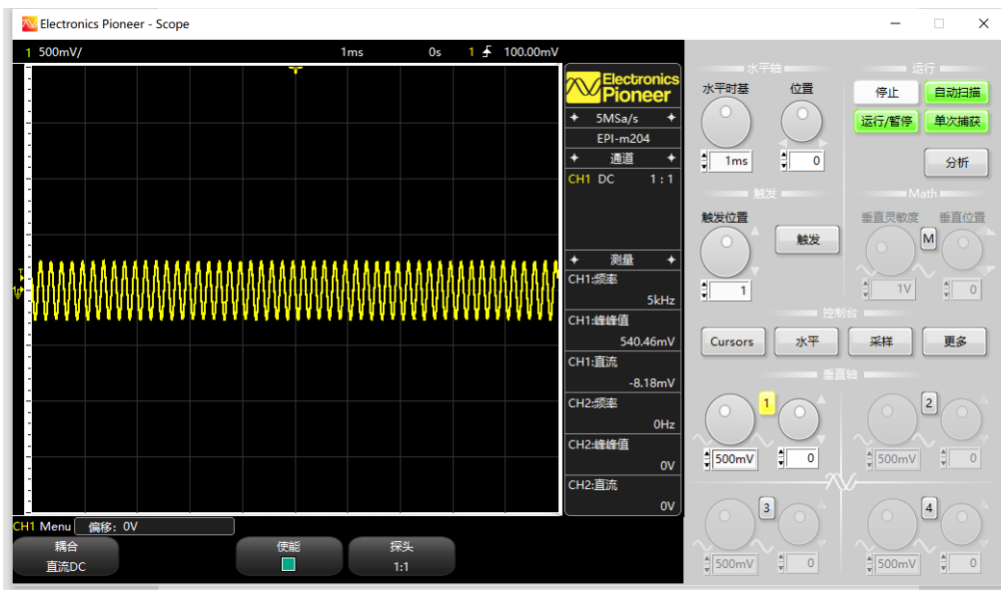 Electronics Pioneer - Scope
1 500mV/ 1ms 0s 1 100.00mV
Electronics
Pioneer
5MSa/s
EPI-m204
通道
CH1 DC 1 : 1
测量
CH1:频率
5kHz
CH1:峰峰值
540.46mV
CH1:直流
-8.18mV
CH2:频率
0Hz
CH2:峰峰值
0V
CH2:直流
0V
T
CH1 Menu 偏移: 0V
耦合
直流DC
使能
探头
1:1
水平轴
水平时基 位置
1ms 0
运行
停止 自动扫描
运行/暂停 单次捕获
分析
触发
触发位置
触发
1
Math
垂直灵敏度 垂直位置
M
1V 0
控制台
Cursors 水平 采样 更多
垂直轴
1
500mV 0
2
500mV 0
3
500mV 0
4
500mV 0